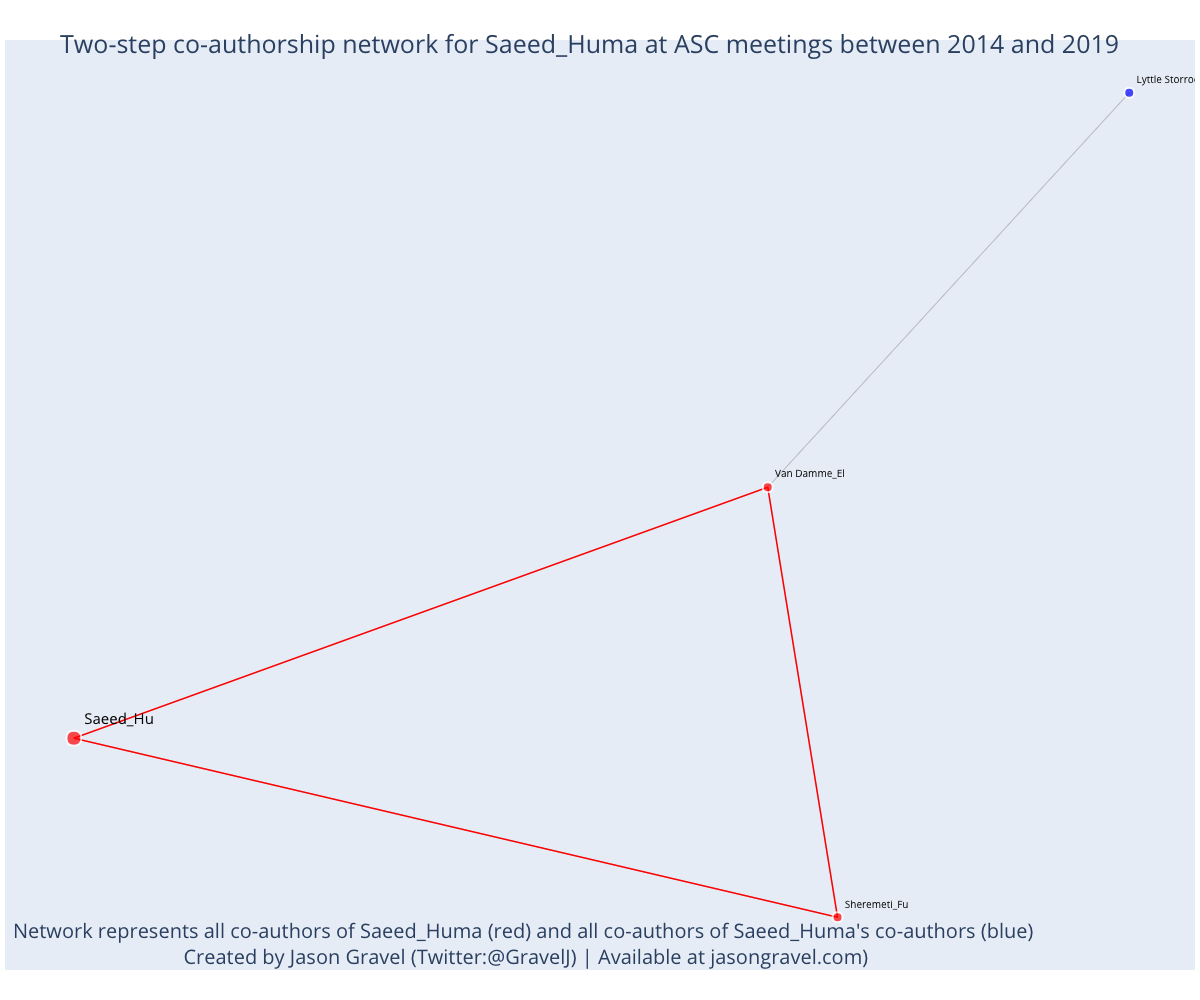 Two-step co-authorship network for Saeed_Huma at ASC meetings between 2014 and 2019
Lyttle
Van Damme_El
Saeed_Hu
Sheremeti_Fu
Network represents all co-authors of Saeed_Huma (red) and all co-authors of Saeed_Huma's co-authors (blue)
Created by Jason Gravel (Twitter:@GravelJ) | Available at jasongravel.com)